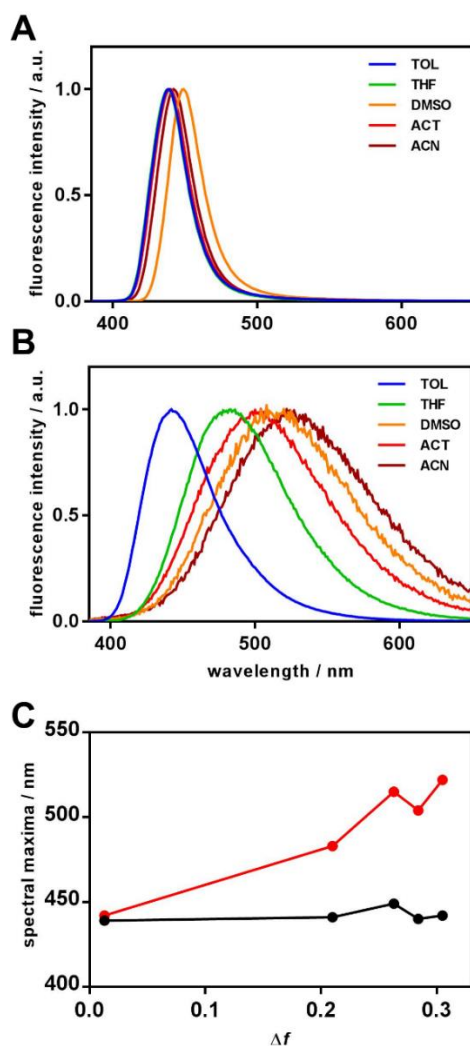 A
fluorescence intensity / a.u.
1.0
0.5
0.0
400
500
600
TOL
THF
DMSO
ACT
ACN
B
fluorescence intensity / a.u.
1.0
0.5
0.0
400
500
600
wavelength / nm
TOL
THF
DMSO
ACT
ACN
C
spectral maxima / nm
550
500
450
400
0.0
0.1
0.2
0.3
Δf